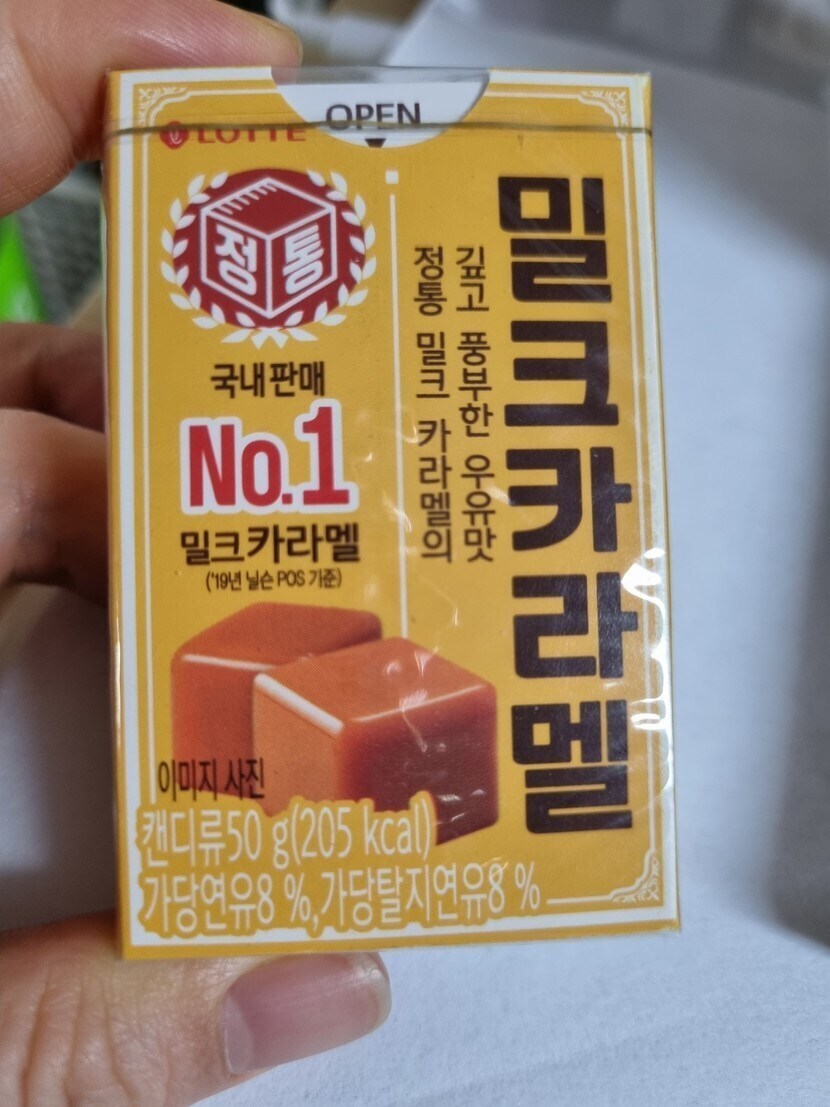 OPEN
LOTTE
정통
국내판매
No.1
밀크카라멜
('19년 닐슨 POS 기준)
밀크카라멜
깊고 풍부한 우유맛
정통 밀크 카라멜의
이미지 사진
캔디류50 g(205 kcal)
가당연유8 %,가당탈지연유8 %